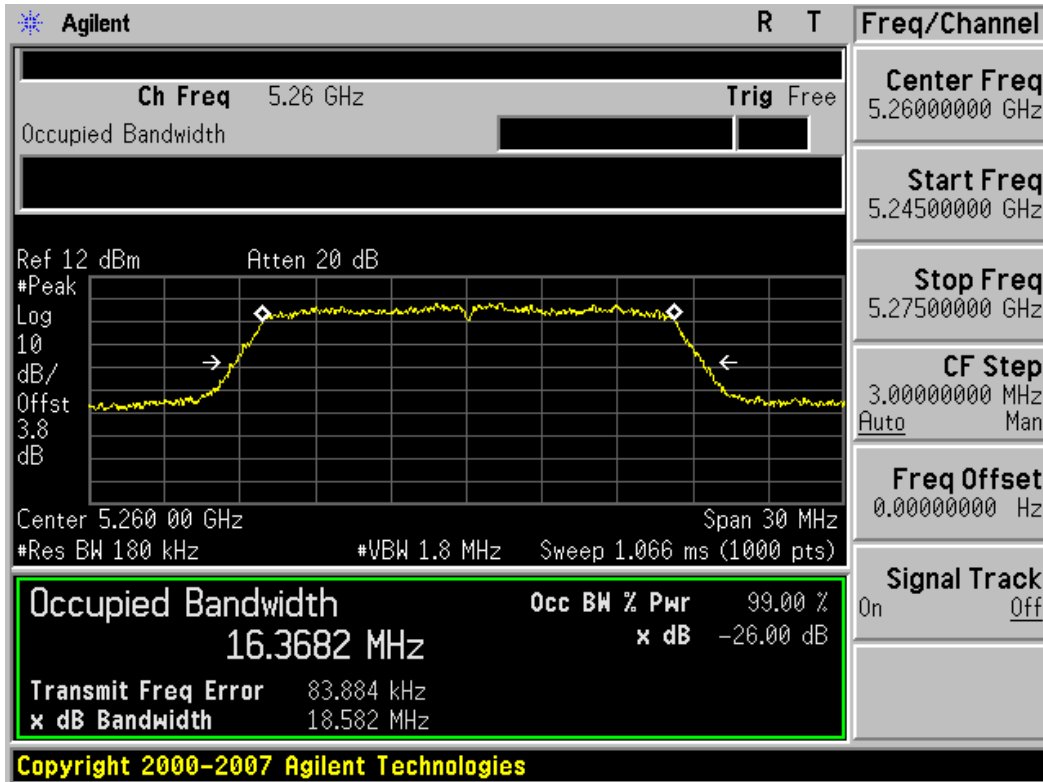 Agilent R T Freq/Channel
Ch Freq 5.26 GHz Trig Free
Occupied Bandwidth
Center Freq
5.26000000 GHz
Start Freq
5.24500000 GHz
Stop Freq
5.27500000 GHz
CF Step
3.00000000 MHz
Auto Man
Freq Offset
0.00000000 Hz
Signal Track
On Off
Ref 12 dBm Atten 20 dB
#Peak
Log
10
dB/
Offst
3.8
dB
Center 5.260 00 GHz Span 30 MHz
#Res BW 180 kHz #VBW 1.8 MHz Sweep 1.066 ms (1000 pts)
Occupied Bandwidth Occ BW % Pwr 99.00 %
16.3682 MHz x dB -26.00 dB
Transmit Freq Error 83.884 kHz
x dB Bandwidth 18.582 MHz
Copyright 2000-2007 Agilent Technologies